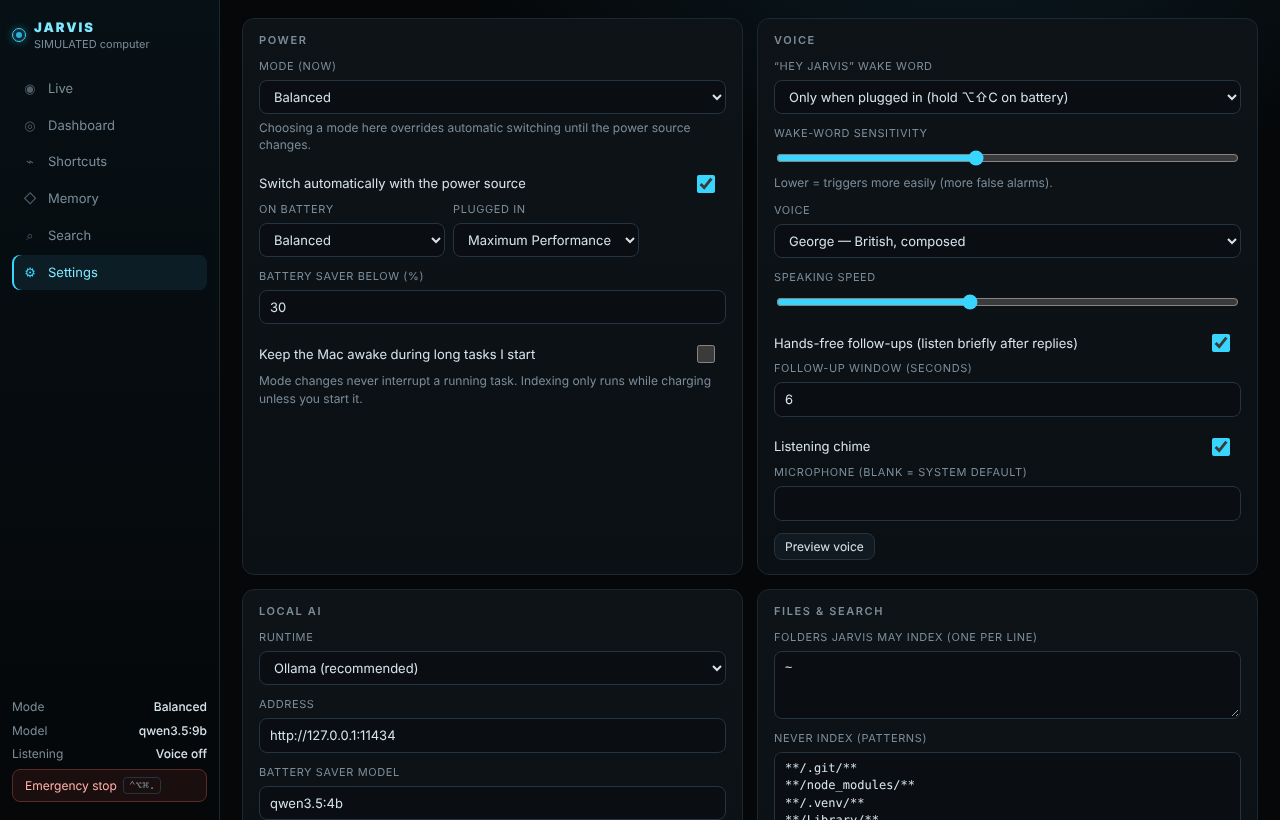 JARVIS
SIMULATED computer
Live
Dashboard
Shortcuts
Memory
Search
Settings
Mode Balanced
Model qwen3.5:9b
Listening Voice off
Emergency stop ⌃⌥⌘.
POWER
MODE (NOW)
Balanced
Choosing a mode here overrides automatic switching until the power source
changes.
Switch automatically with the power source
ON BATTERY PLUGGED IN
Balanced Maximum Performance
BATTERY SAVER BELOW (%)
30
Keep the Mac awake during long tasks I start
Mode changes never interrupt a running task. Indexing only runs while charging
unless you start it.
VOICE
“HEY JARVIS” WAKE WORD
Only when plugged in (hold ⌥⇧C on battery)
WAKE-WORD SENSITIVITY
Lower = triggers more easily (more false alarms).
VOICE
George — British, composed
SPEAKING SPEED
Hands-free follow-ups (listen briefly after replies)
FOLLOW-UP WINDOW (SECONDS)
6
Listening chime
MICROPHONE (BLANK = SYSTEM DEFAULT)
Preview voice
LOCAL AI
RUNTIME
Ollama (recommended)
ADDRESS
http://127.0.0.1:11434
BATTERY SAVER MODEL
qwen3.5:4b
FILES & SEARCH
FOLDERS JARVIS MAY INDEX (ONE PER LINE)
~
NEVER INDEX (PATTERNS)
**/.git/**
**/node_modules/**
**/.venv/**
**/Library/**